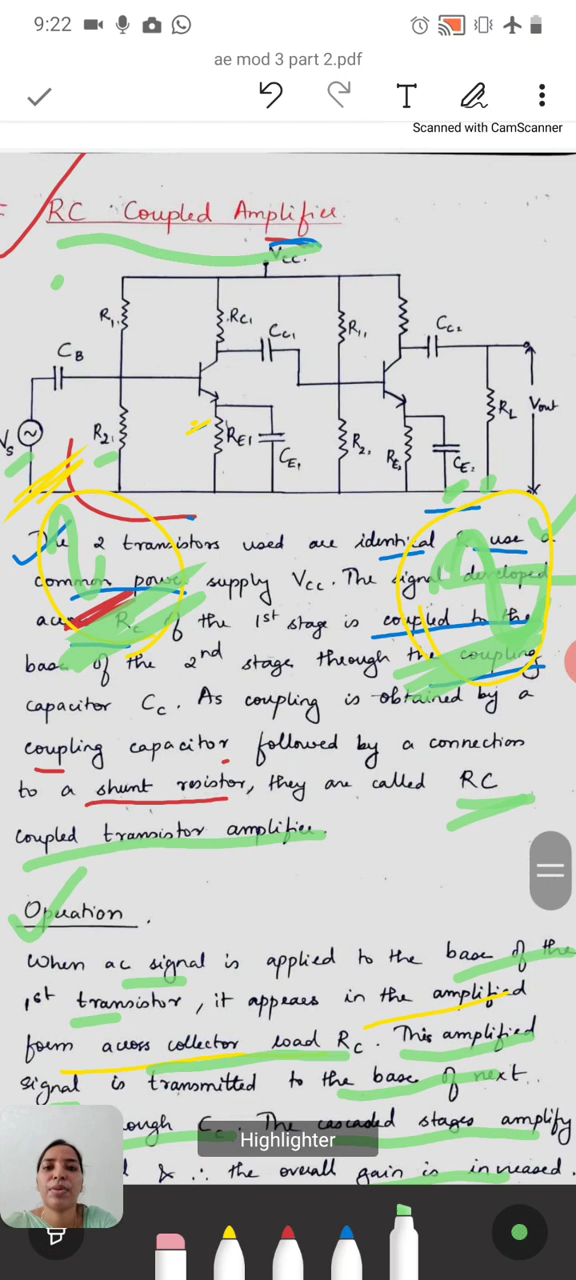 9:22
ae mod 3 part 2.pdf
T
Scanned with CamScanner
RC Coupled Amplifier.
Vcc.
R1
RC1
CC1
R1,
CC2
CB
RL
Vout
Vs
R2
RE1
CE1
R2,
RE2
CE2
2 transistors used are identical use a
common power supply Vcc. The signal developed
Rc of the 1st stage is coupled to the
base of the 2nd stage through the coupling
capacitor Cc. As coupling is obtained by a
coupling capacitor followed by a connection
to a shunt resistor, they are called RC
coupled transistor amplifier.
Operation.
When ac signal is applied to the base of the
1st transistor, it appears in the amplified
form across collector load Rc. This amplified
signal is transmitted to the base of next..
ough Cc. The cascaded stages amplify
Highlighter
& ∴ the overall gain is increased.